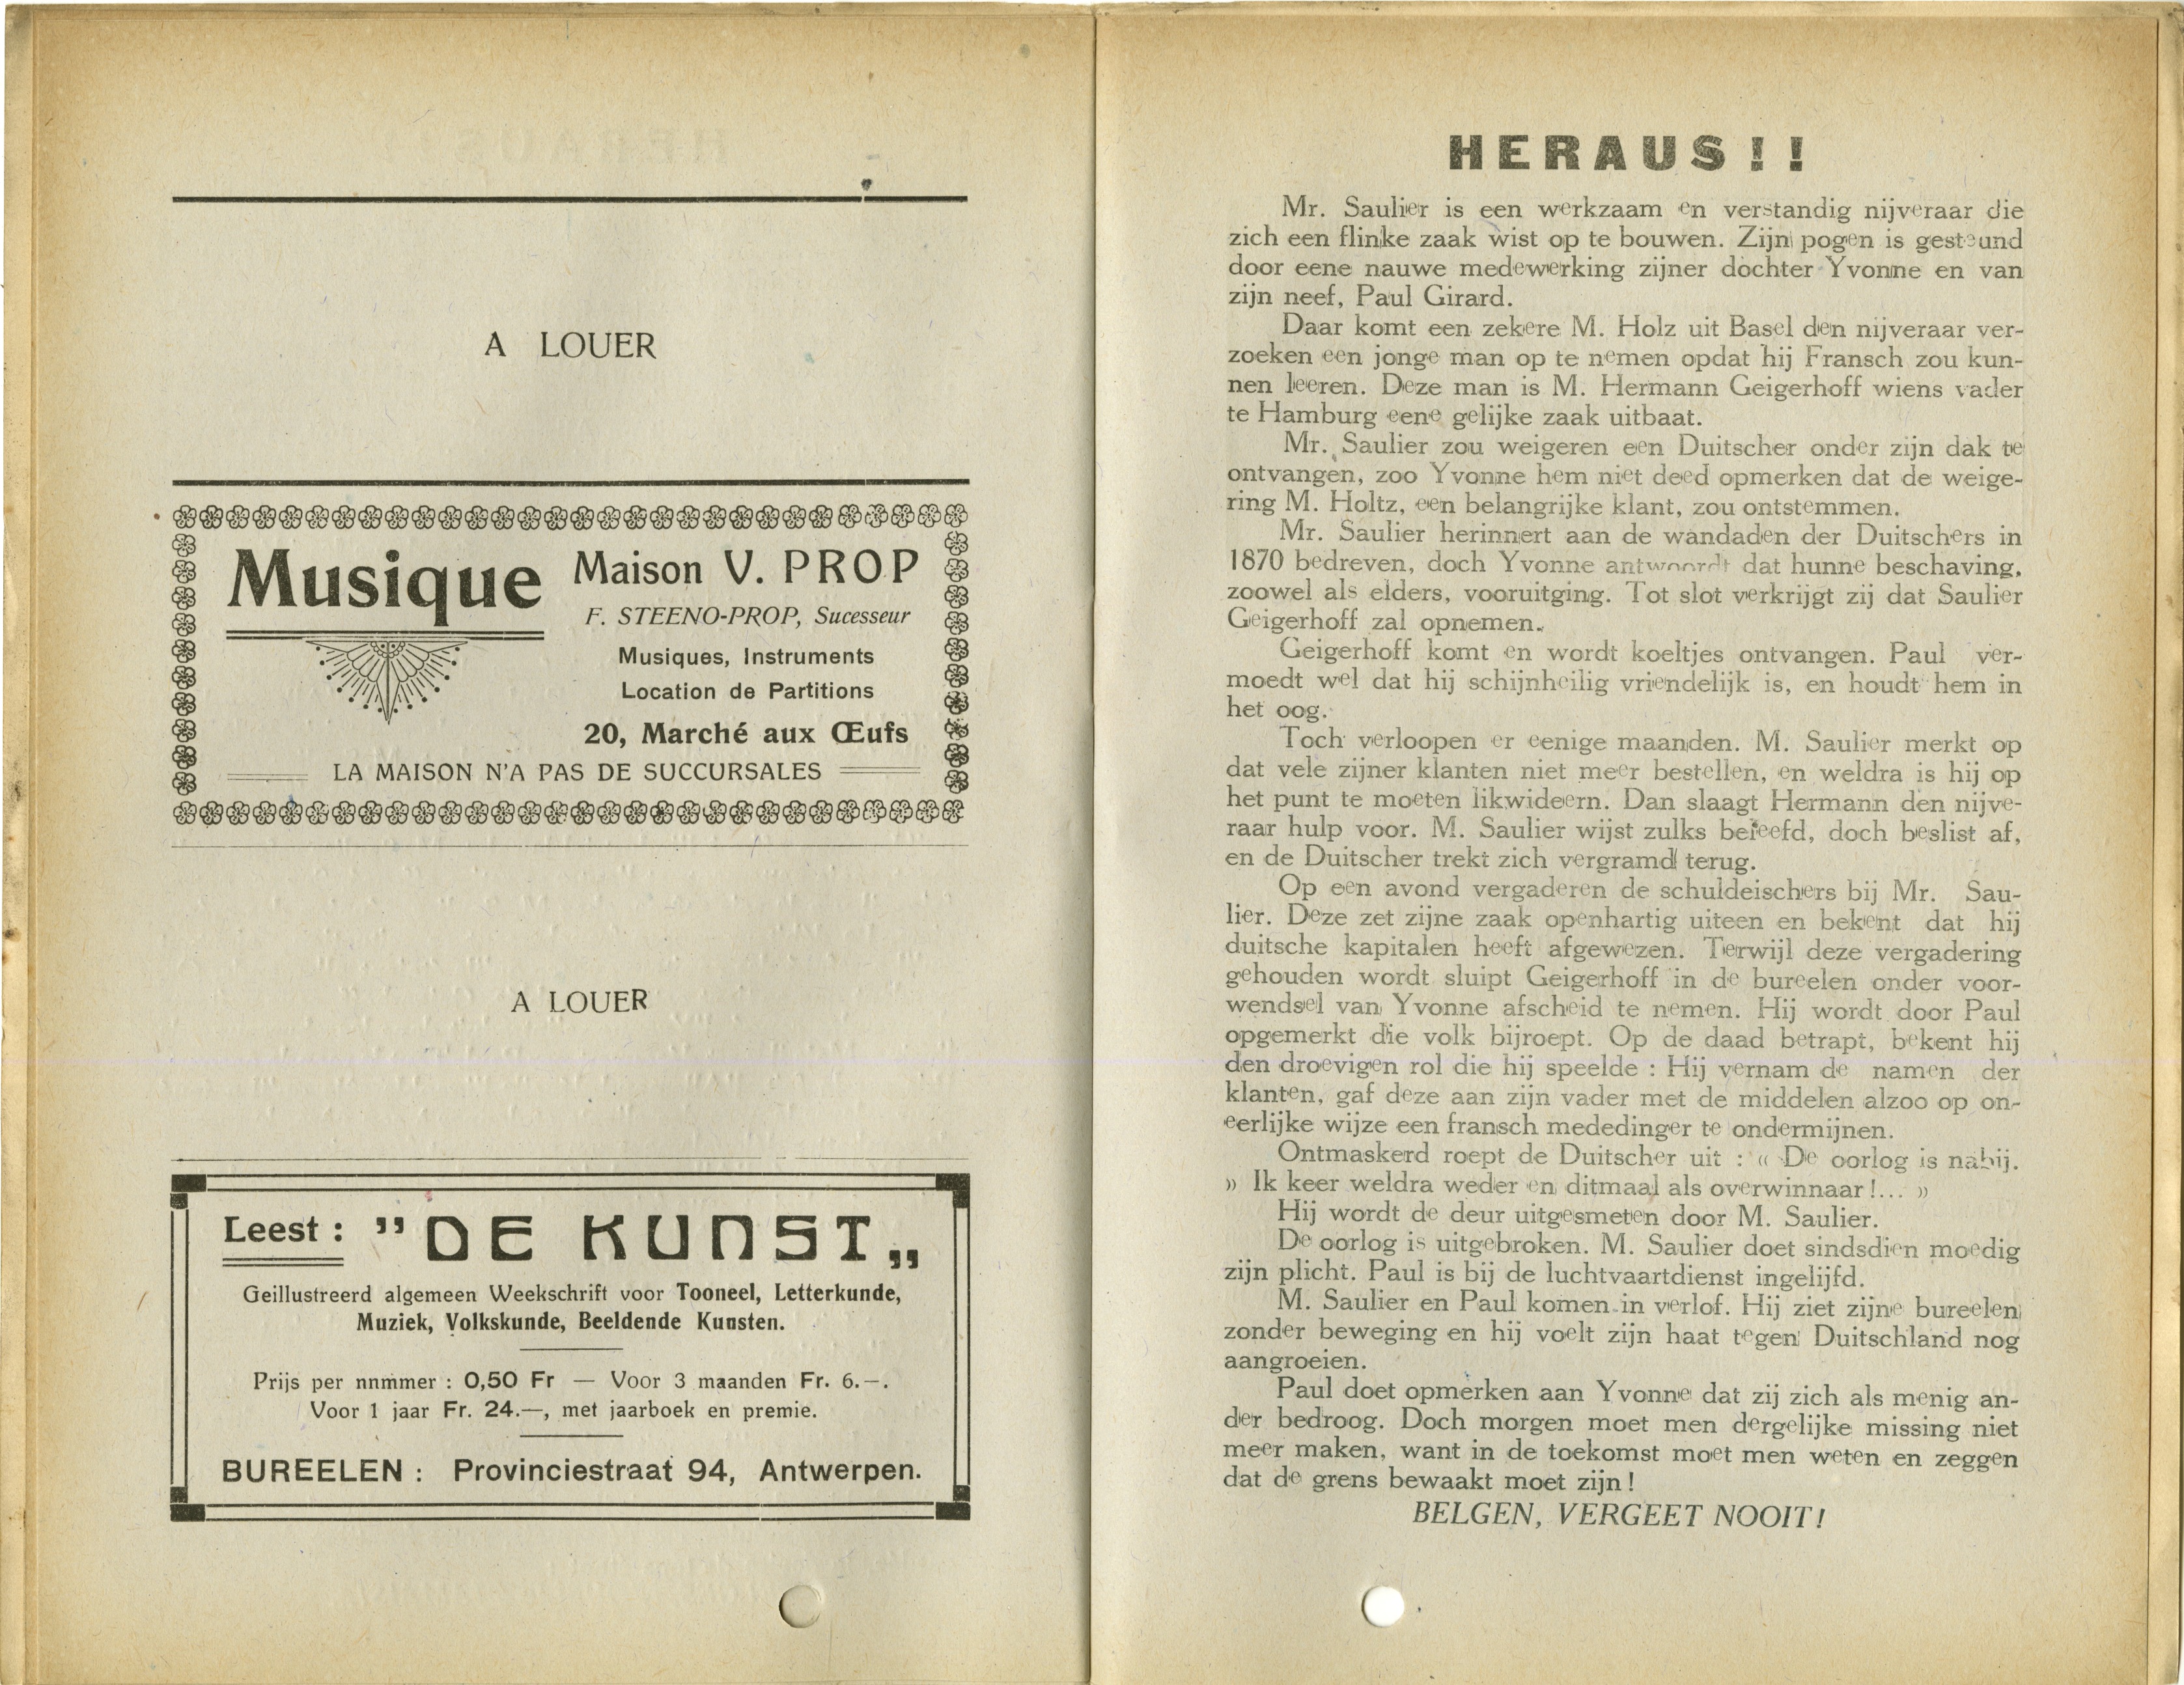 A LOUER
Musique
Maison V. PROP
F. STEENO-PROP, Sucesseur
Musiques, Instruments
Location de Partitions
20, Marché aux Œufs
LA MAISON N'A PAS DE SUCCURSALES
A LOUER
Leest : ” DE KUNST „
Geillustreerd algemeen Weekschrift voor Tooneel, Letterkunde,
Muziek, Volkskunde, Beeldende Kunsten.
Prijs per nnmmer : 0,50 Fr — Voor 3 maanden Fr. 6.—.
Voor 1 jaar Fr. 24.—, met jaarboek en premie.
BUREELEN : Provinciestraat 94, Antwerpen.
HERAUS!!
Mr. Saulier is een werkzaam en verstandig nijveraar die
zich een flinke zaak wist op te bouwen. Zijn pogen is gesteund
door eene nauwe medewerking zijner dochter Yvonne en van
zijn neef, Paul Girard.
Daar komt een zekere M. Holz uit Basel den nijveraar ver-
zoeken een jonge man op te nemen opdat hij Fransch zou kun-
nen leeren. Deze man is M. Hermann Geigerhoff wiens vader
te Hamburg eene gelijke zaak uitbaat.
Mr. Saulier zou weigeren een Duitscher onder zijn dak te
ontvangen, zoo Yvonne hem niet deed opmerken dat de weige-
ring M. Holtz, een belangrijke klant, zou ontstemmen.
Mr. Saulier herinnert aan de wandaden der Duitschers in
1870 bedreven, doch Yvonne antwoordt dat hunne beschaving,
zoowel als elders, vooruitging. Tot slot verkrijgt zij dat Saulier
Geigerhoff zal opnemen.
Geigerhoff komt en wordt koeltjes ontvangen. Paul ver-
moedt wel dat hij schijnheilig vriendelijk is, en houdt hem in
het oog.
Toch verloopen er eenige maanden. M. Saulier merkt op
dat vele zijner klanten niet meer bestellen, en weldra is hij op
het punt te moeten likwideern. Dan slaagt Hermann den nijve-
raar hulp voor. M. Saulier wijst zulks beleefd, doch beslist af,
en de Duitscher trekt zich vergramd terug.
Op een avond vergaderen de schuldeischers bij Mr. Sau-
lier. Deze zet zijne zaak openhartig uiteen en bekent dat hij
duitsche kapitalen heeft afgewezen. Terwijl deze vergadering
gehouden wordt sluipt Geigerhoff in de bureelen onder voor-
wendsel van Yvonne afscheid te nemen. Hij wordt door Paul
opgemerkt die volk bijroept. Op de daad betrapt, bekent hij
den droevigen rol die hij speelde : Hij vernam de namen der
klanten, gaf deze aan zijn vader met de middelen alzoo op on-
eerlijke wijze een fransch mededinger te ondermijnen.
Ontmaskerd roept de Duitscher uit : « De oorlog is nabij.
» Ik keer weldra weder en ditmaal als overwinnaar !... »
Hij wordt de deur uitgesmeten door M. Saulier.
De oorlog is uitgebroken. M. Saulier doet sindsdien moedig
zijn plicht. Paul is bij de luchtvaartdienst ingelijfd.
M. Saulier en Paul komen in verlof. Hij ziet zijne bureelen
zonder beweging en hij voelt zijn haat tegen Duitschland nog
aangroeien.
Paul doet opmerken aan Yvonne dat zij zich als menig an-
der bedroog. Doch morgen moet men dergelijke missing niet
meer maken, want in de toekomst moet men weten en zeggen
dat de grens bewaakt moet zijn !
BELGEN, VERGEET NOOIT!